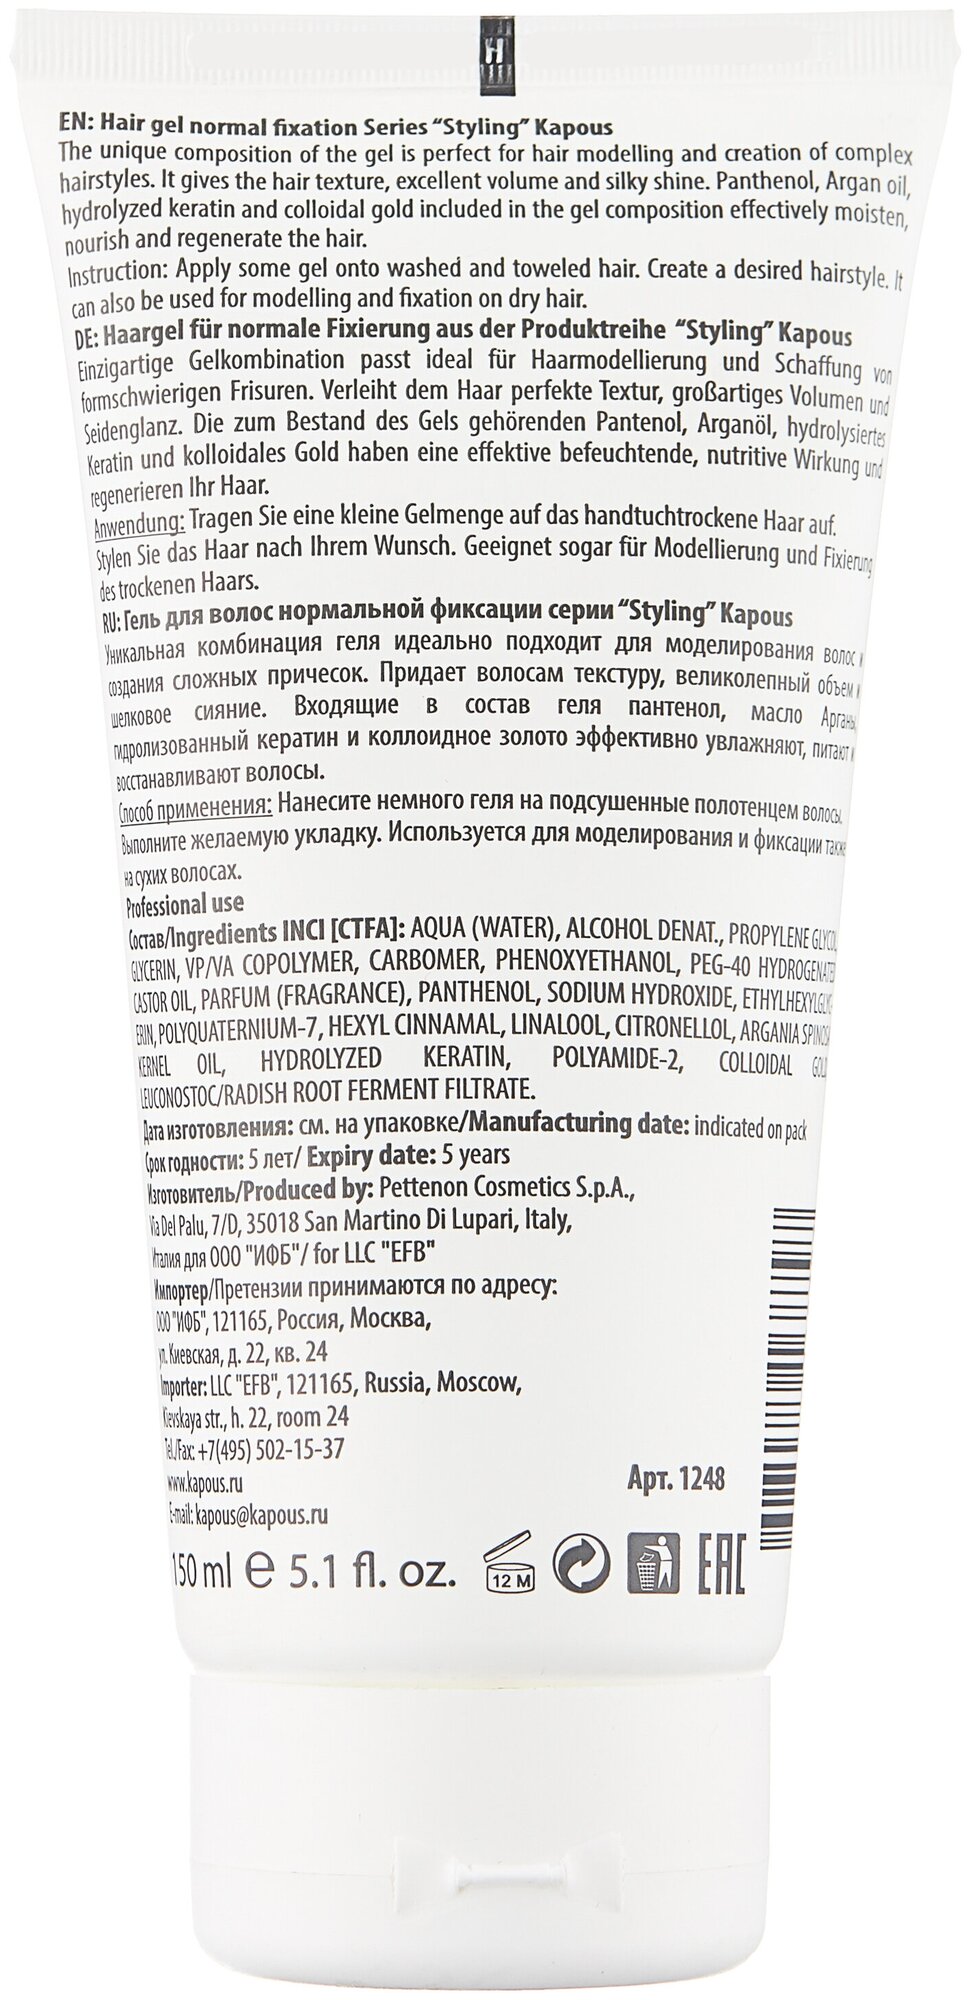 H
EN: Hair gel normal fixation Series “Styling” Kapous
The unique composition of the gel is perfect for hair modelling and creation of complex
hairstyles. It gives the hair texture, excellent volume and silky shine. Panthenol, Argan oil,
hydrolyzed keratin and colloidal gold included in the gel composition effectively moisten,
nourish and regenerate the hair.
Instruction: Apply some gel onto washed and toweled hair. Create a desired hairstyle. It
can also be used for modelling and fixation on dry hair.
DE: Haargel für normale Fixierung aus der Produktreihe “Styling” Kapous
Einzigartige Gelkombination passt ideal für Haarmodellierung und Schaffung von
formschwierigen Frisuren. Verleiht dem Haar perfekte Textur, großartiges Volumen und
Seidenglanz. Die zum Bestand des Gels gehörenden Pantenol, Arganöl, hydrolysiertes
Keratin und kolloidales Gold haben eine effektive befeuchtende, nutritive Wirkung und
regenerieren Ihr Haar.
Anwendung: Tragen Sie eine kleine Gelmenge auf das handtuchtrockene Haar auf.
Stylen Sie das Haar nach Ihrem Wunsch. Geeignet sogar für Modellierung und Fixierung
des trockenen Haars.
RU: Гель для волос нормальной фиксации серии “Styling” Kapous
Уникальная комбинация геля идеально подходит для моделирования волос и
создания сложных причесок. Придает волосам текстуру, великолепный объем и
шелковое сияние. Входящие в состав геля пантенол, масло Арганы,
гидролизованный кератин и коллоидное золото эффективно увлажняют, питают и
восстанавливают волосы.
Способ применения: Нанесите немного геля на подсушенные полотенцем волосы.
Выполните желаемую укладку. Используется для моделирования и фиксации также
на сухих волосах.
Professional use
Состав/Ingredients INCI [CTFA]: AQUA (WATER), ALCOHOL DENAT., PROPYLENE GLYCOL,
GLYCERIN, VP/VA COPOLYMER, CARBOMER, PHENOXYETHANOL, PEG-40 HYDROGENATED
CASTOR OIL, PARFUM (FRAGRANCE), PANTHENOL, SODIUM HYDROXIDE, ETHYLHEXYLGLYC-
ERIN, POLYQUATERNIUM-7, HEXYL CINNAMAL, LINALOOL, CITRONELLOL, ARGANIA SPINOSA
KERNEL OIL, HYDROLYZED KERATIN, POLYAMIDE-2, COLLOIDAL GOLD,
LEUCONOSTOC/RADISH ROOT FERMENT FILTRATE.
Дата изготовления: см. на упаковке/Manufacturing date: indicated on pack
Срок годности: 5 лет/ Expiry date: 5 years
Изготовитель/Produced by: Pettenon Cosmetics S.p.A.,
Via Del Palu, 7/D, 35018 San Martino Di Lupari, Italy,
Италия для ООО "ИФБ"/ for LLC "EFB"
Импортер/Претензии принимаются по адресу:
ООО "ИФБ", 121165, Россия, Москва,
ул. Киевская, д. 22, кв. 24
Importer: LLC "EFB", 121165, Russia, Moscow,
Kievskaya str., h. 22, room 24
Tel./Fax: +7(495) 502-15-37
www.kapous.ru
E-mail: kapous@kapous.ru
Арт. 1248
150 ml e 5.1 fl. oz.
12 M
EAC